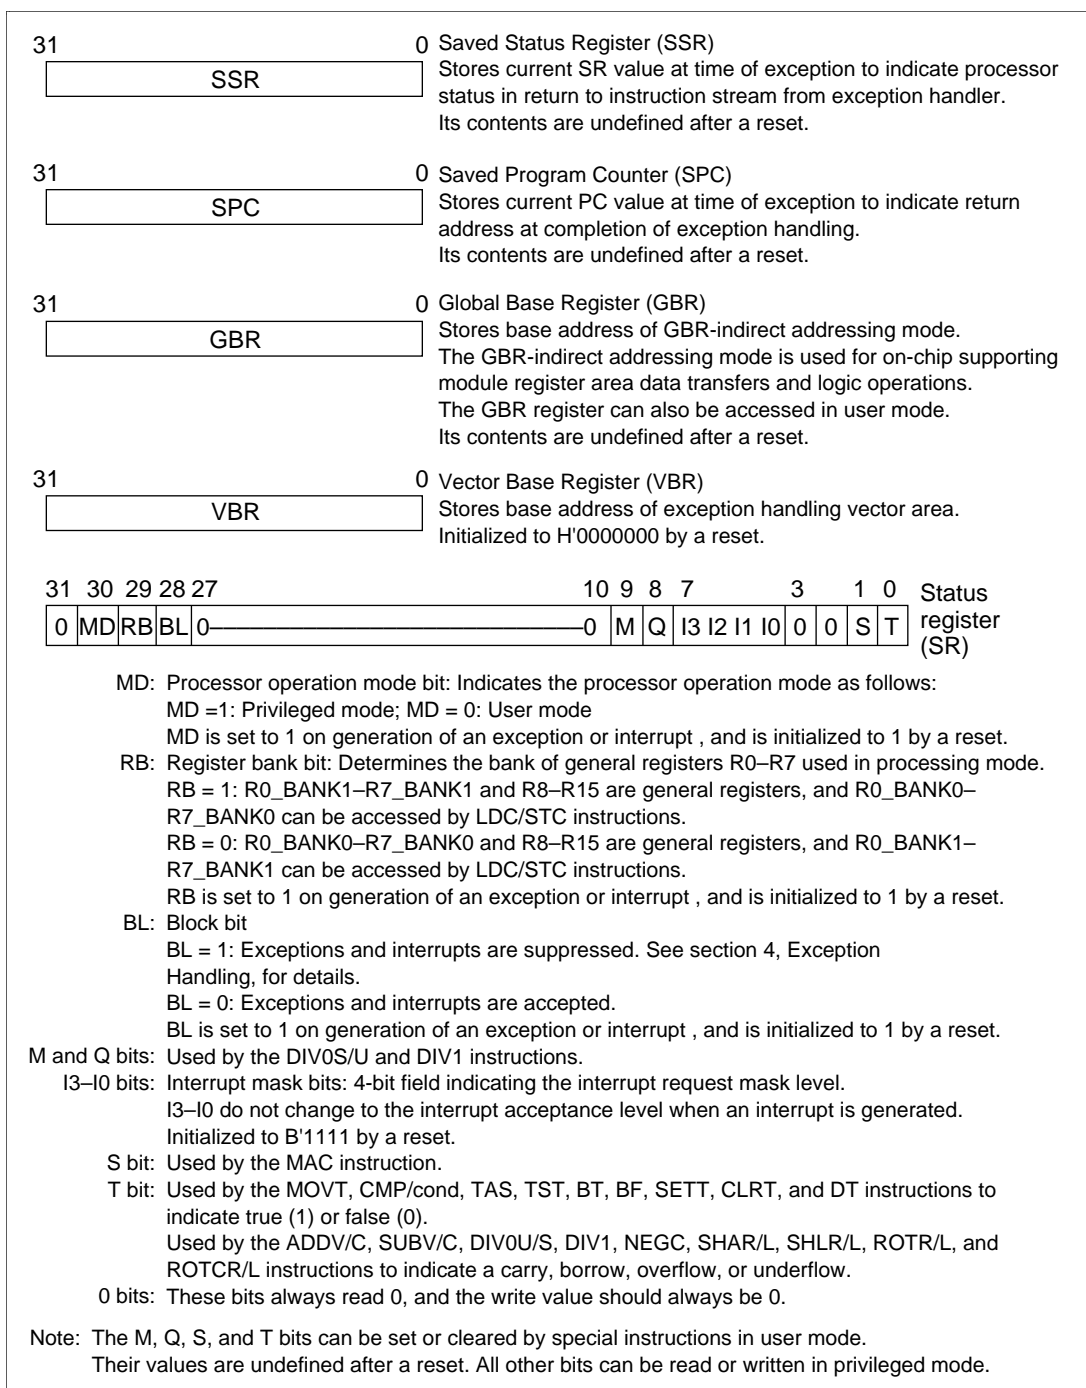 31 0 Saved Status Register (SSR)
SSR Stores current SR value at time of exception to indicate processor
status in return to instruction stream from exception handler.
Its contents are undefined after a reset.
31 0 Saved Program Counter (SPC)
SPC Stores current PC value at time of exception to indicate return
address at completion of exception handling.
Its contents are undefined after a reset.
31 0 Global Base Register (GBR)
GBR Stores base address of GBR-indirect addressing mode.
The GBR-indirect addressing mode is used for on-chip supporting
module register area data transfers and logic operations.
The GBR register can also be accessed in user mode.
Its contents are undefined after a reset.
31 0 Vector Base Register (VBR)
VBR Stores base address of exception handling vector area.
Initialized to H'0000000 by a reset.
31 30 29 28 27 10 9 8 7 3 1 0 Status
0 MD RB BL 0 0 M Q I3 I2 I1 I0 0 0 S T register
(SR)
MD: Processor operation mode bit: Indicates the processor operation mode as follows:
MD =1: Privileged mode; MD = 0: User mode
MD is set to 1 on generation of an exception or interrupt , and is initialized to 1 by a reset.
RB: Register bank bit: Determines the bank of general registers R0–R7 used in processing mode.
RB = 1: R0_BANK1–R7_BANK1 and R8–R15 are general registers, and R0_BANK0–
R7_BANK0 can be accessed by LDC/STC instructions.
RB = 0: R0_BANK0–R7_BANK0 and R8–R15 are general registers, and R0_BANK1–
R7_BANK1 can be accessed by LDC/STC instructions.
RB is set to 1 on generation of an exception or interrupt , and is initialized to 1 by a reset.
BL: Block bit
BL = 1: Exceptions and interrupts are suppressed. See section 4, Exception
Handling, for details.
BL = 0: Exceptions and interrupts are accepted.
BL is set to 1 on generation of an exception or interrupt , and is initialized to 1 by a reset.
M and Q bits: Used by the DIV0S/U and DIV1 instructions.
I3–I0 bits: Interrupt mask bits: 4-bit field indicating the interrupt request mask level.
I3–I0 do not change to the interrupt acceptance level when an interrupt is generated.
Initialized to B'1111 by a reset.
S bit: Used by the MAC instruction.
T bit: Used by the MOVT, CMP/cond, TAS, TST, BT, BF, SETT, CLRT, and DT instructions to
indicate true (1) or false (0).
Used by the ADDV/C, SUBV/C, DIV0U/S, DIV1, NEGC, SHAR/L, SHLR/L, ROTR/L, and
ROTCR/L instructions to indicate a carry, borrow, overflow, or underflow.
0 bits: These bits always read 0, and the write value should always be 0.
Note: The M, Q, S, and T bits can be set or cleared by special instructions in user mode.
Their values are undefined after a reset. All other bits can be read or written in privileged mode.